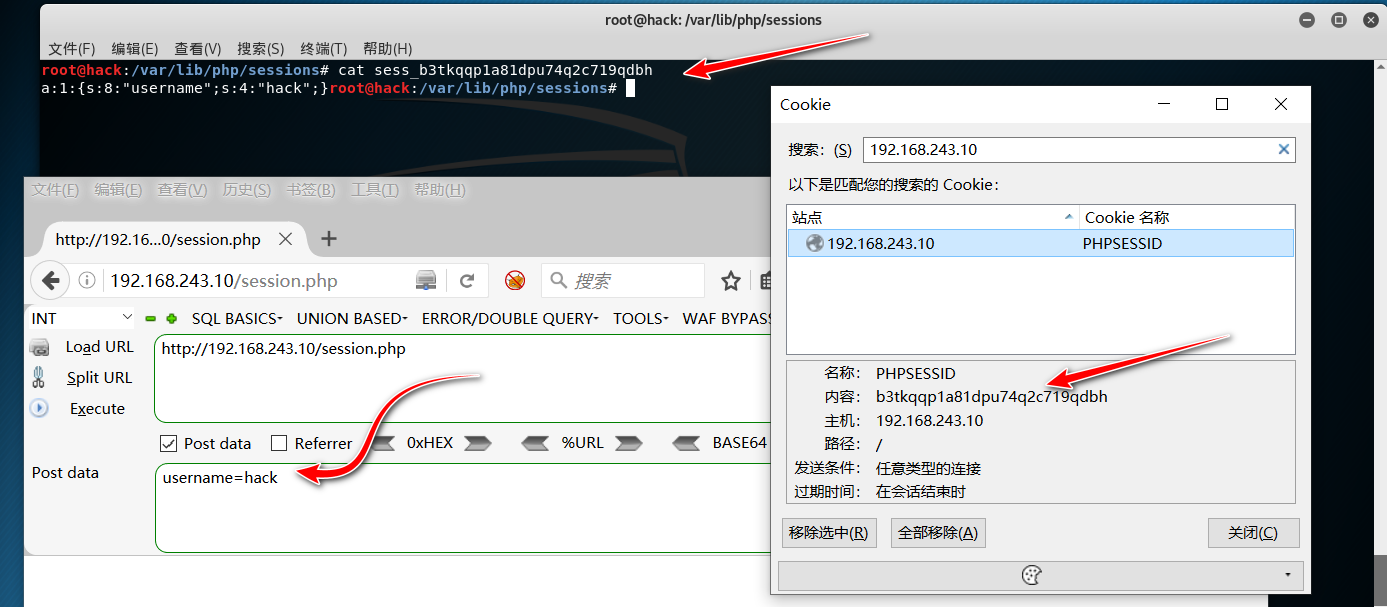 root@hack: /var/lib/php/sessions
文件(F) 编辑(E) 查看(V) 搜索(S) 终端(T) 帮助(H)
root@hack:/var/lib/php/sessions# cat sess_b3tkqqp1a81dpu74q2c719qdbh
a:1:{s:8:"username";s:4:"hack";}root@hack:/var/lib/php/sessions#
文件(F) 编辑(E) 查看(V) 历史(S) 书签(B) 工具(T) 帮助(H)
http://192.16...0/session.php
192.168.243.10/session.php
搜索
INT
SQL BASICS UNION BASED ERROR/DOUBLE QUERY TOOLS WAF BYPASS
Load URL
http://192.168.243.10/session.php
Split URL
Execute
Post data Referrer 0xHEX %URL BASE64
Post data
username=hack
Cookie
搜索：(S) 192.168.243.10
以下是匹配您的搜索的 Cookie：
站点 Cookie 名称
192.168.243.10 PHPSESSID
名称： PHPSESSID
内容： b3tkqqp1a81dpu74q2c719qdbh
主机： 192.168.243.10
路径： /
发送条件： 任意类型的连接
过期时间： 在会话结束时
移除选中(R) 全部移除(A) 关闭(C)